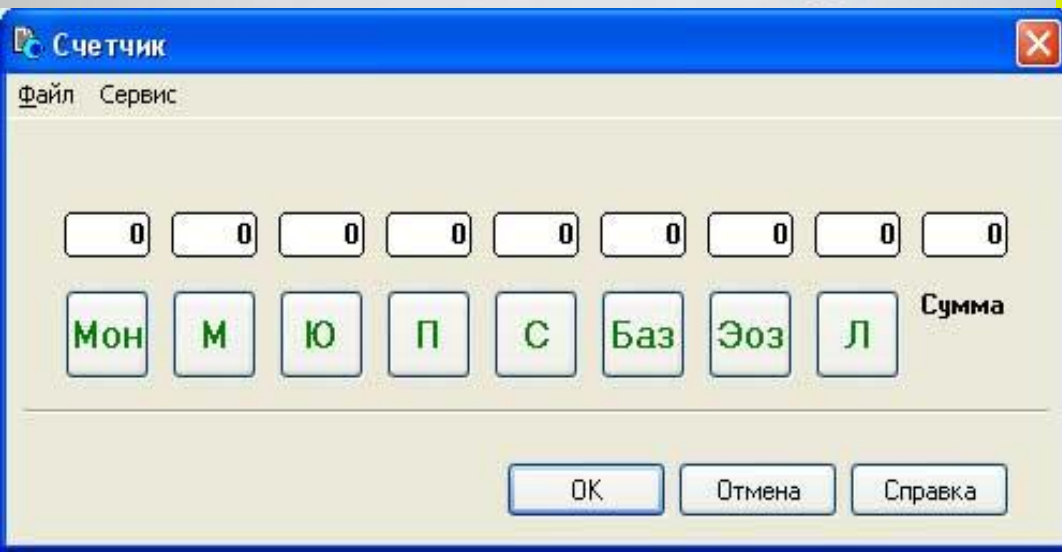 Счетчик
Файл Сервис
0 0 0 0 0 0 0 0 0
Мон М Ю П С Баз Эоз Л Сумма
OK Отмена Справка